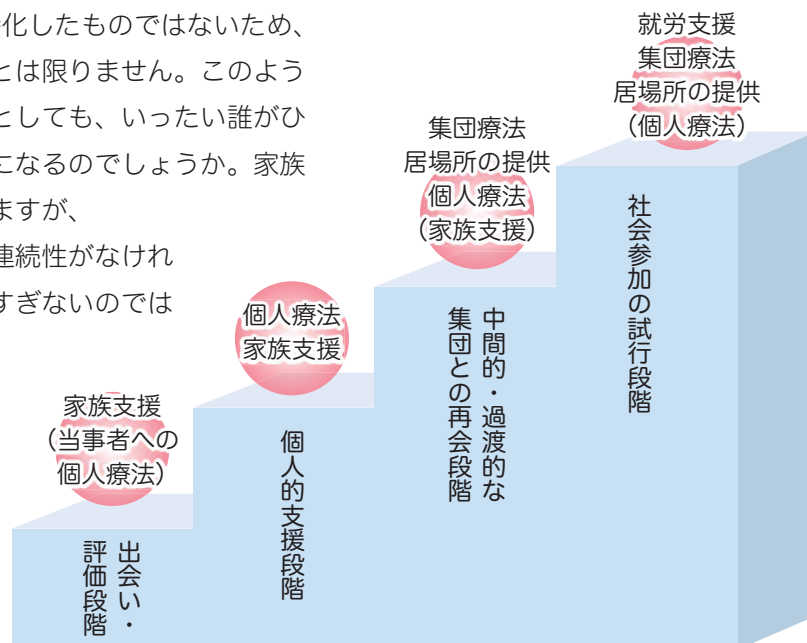 化したものではないため、
とは限りません。このよう
としても、いったい誰がひ
になるのでしょうか。家族
ますが、
連続性がなけれ
すぎないのでは
家族支援
（当事者への
個人療法）
出会い・
評価段階
個人療法
家族支援
個人的支援段階
集団療法
居場所の提供
個人療法
（家族支援）
中間的・過渡的な
集団との再会段階
就労支援
集団療法
居場所の提供
（個人療法）
社会参加の試行段階